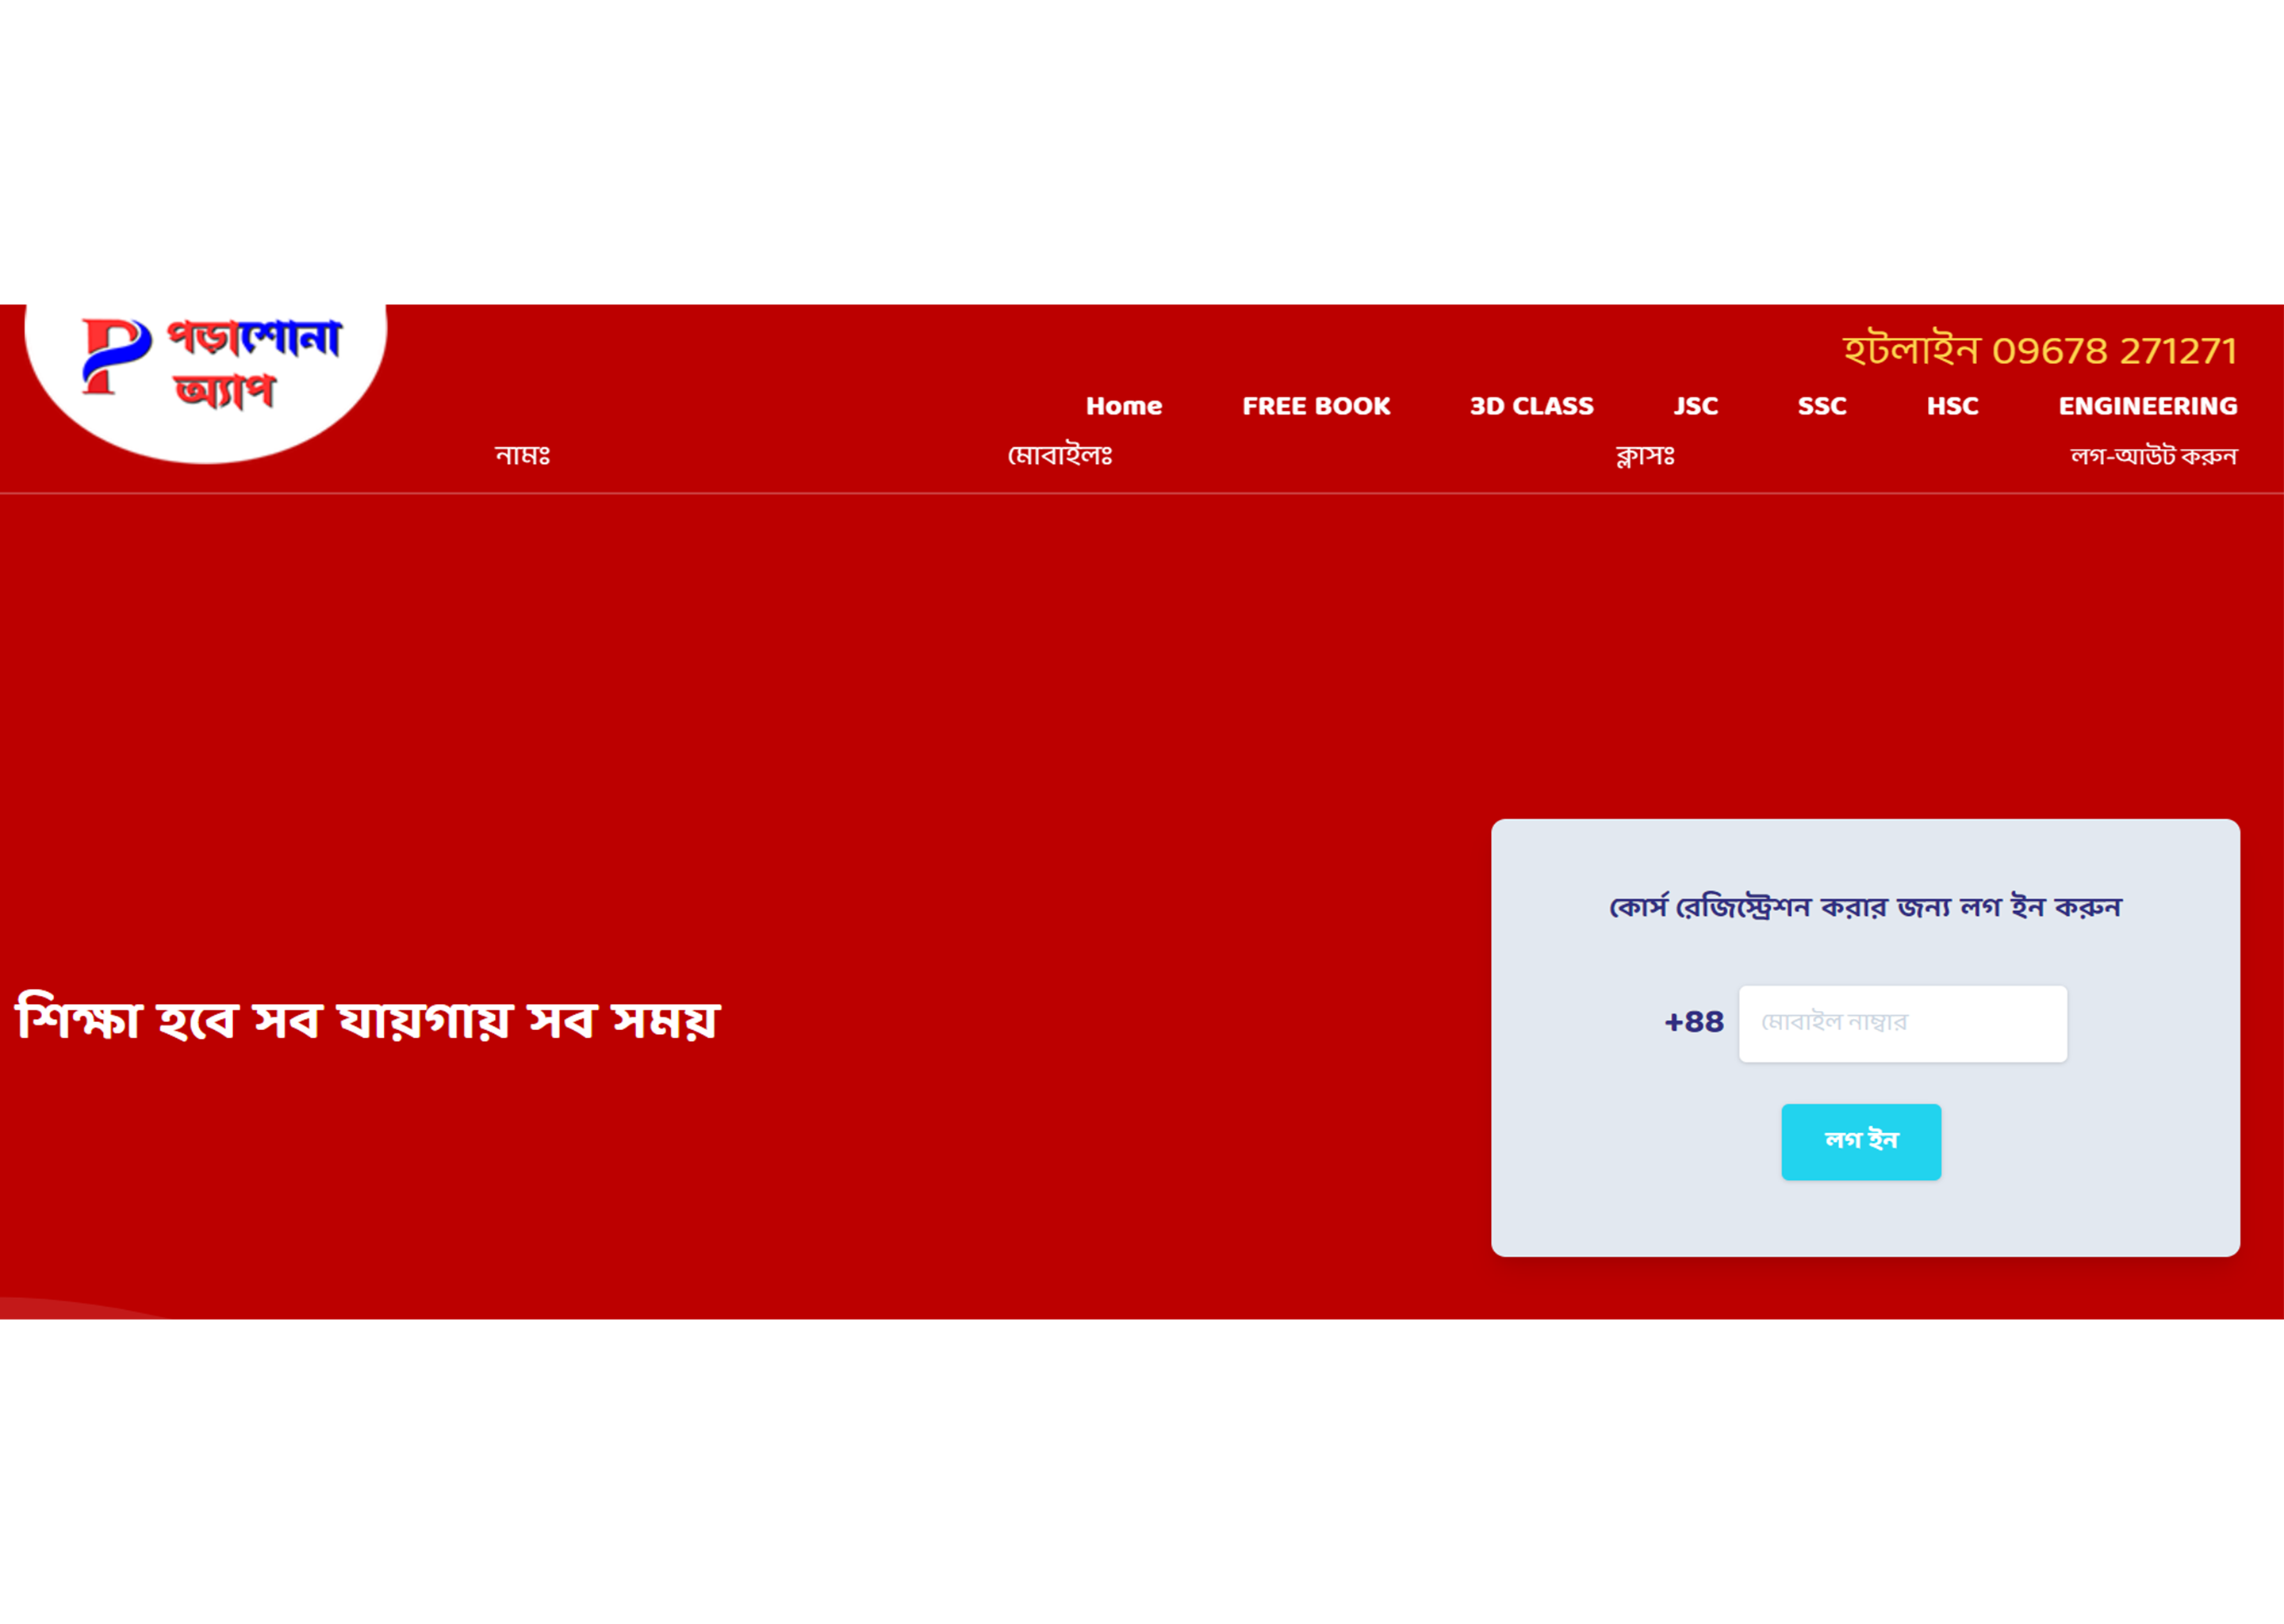 পড়াশোনা
অ্যাপ
হটলাইন 09678 271271
Home FREE BOOK 3D CLASS JSC SSC HSC ENGINEERING
নামঃ মোবাইলঃ ক্লাসঃ লগ-আউট করুন
কোর্স রেজিস্ট্রেশন করার জন্য লগ ইন করুন
শিক্ষা হবে সব যায়গায় সব সময়
+88 মোবাইল নাম্বার
লগ ইন